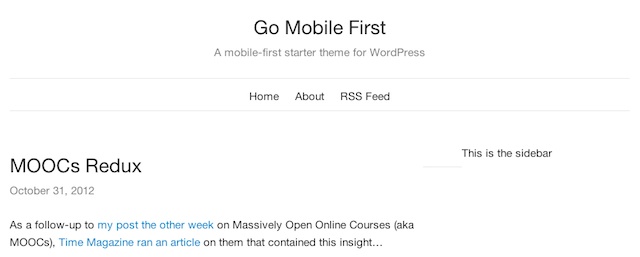 Go Mobile First
A mobile-first starter theme for WordPress
Home About RSS Feed
MOOCs Redux
October 31, 2012
As a follow-up to my post the other week on Massively Open Online Courses (aka
MOOCs), Time Magazine ran an article on them that contained this insight…
This is the sidebar